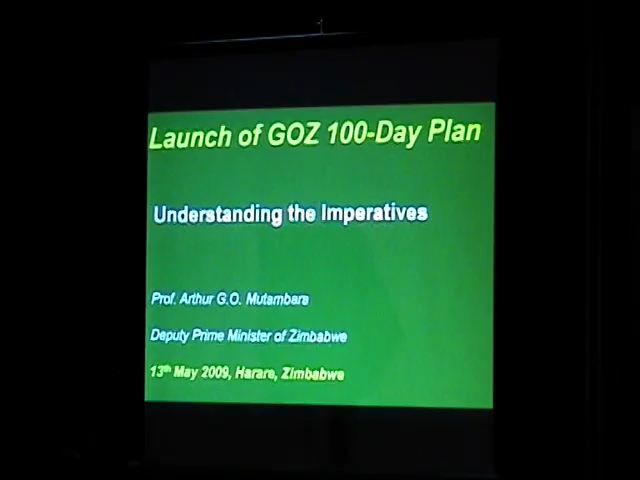 Launch of GOZ 100-Day Plan
Understanding the Imperatives
Prof. Arthur G.O. Mutambara
Deputy Prime Minister of Zimbabwe
13th May 2009, Harare, Zimbabwe